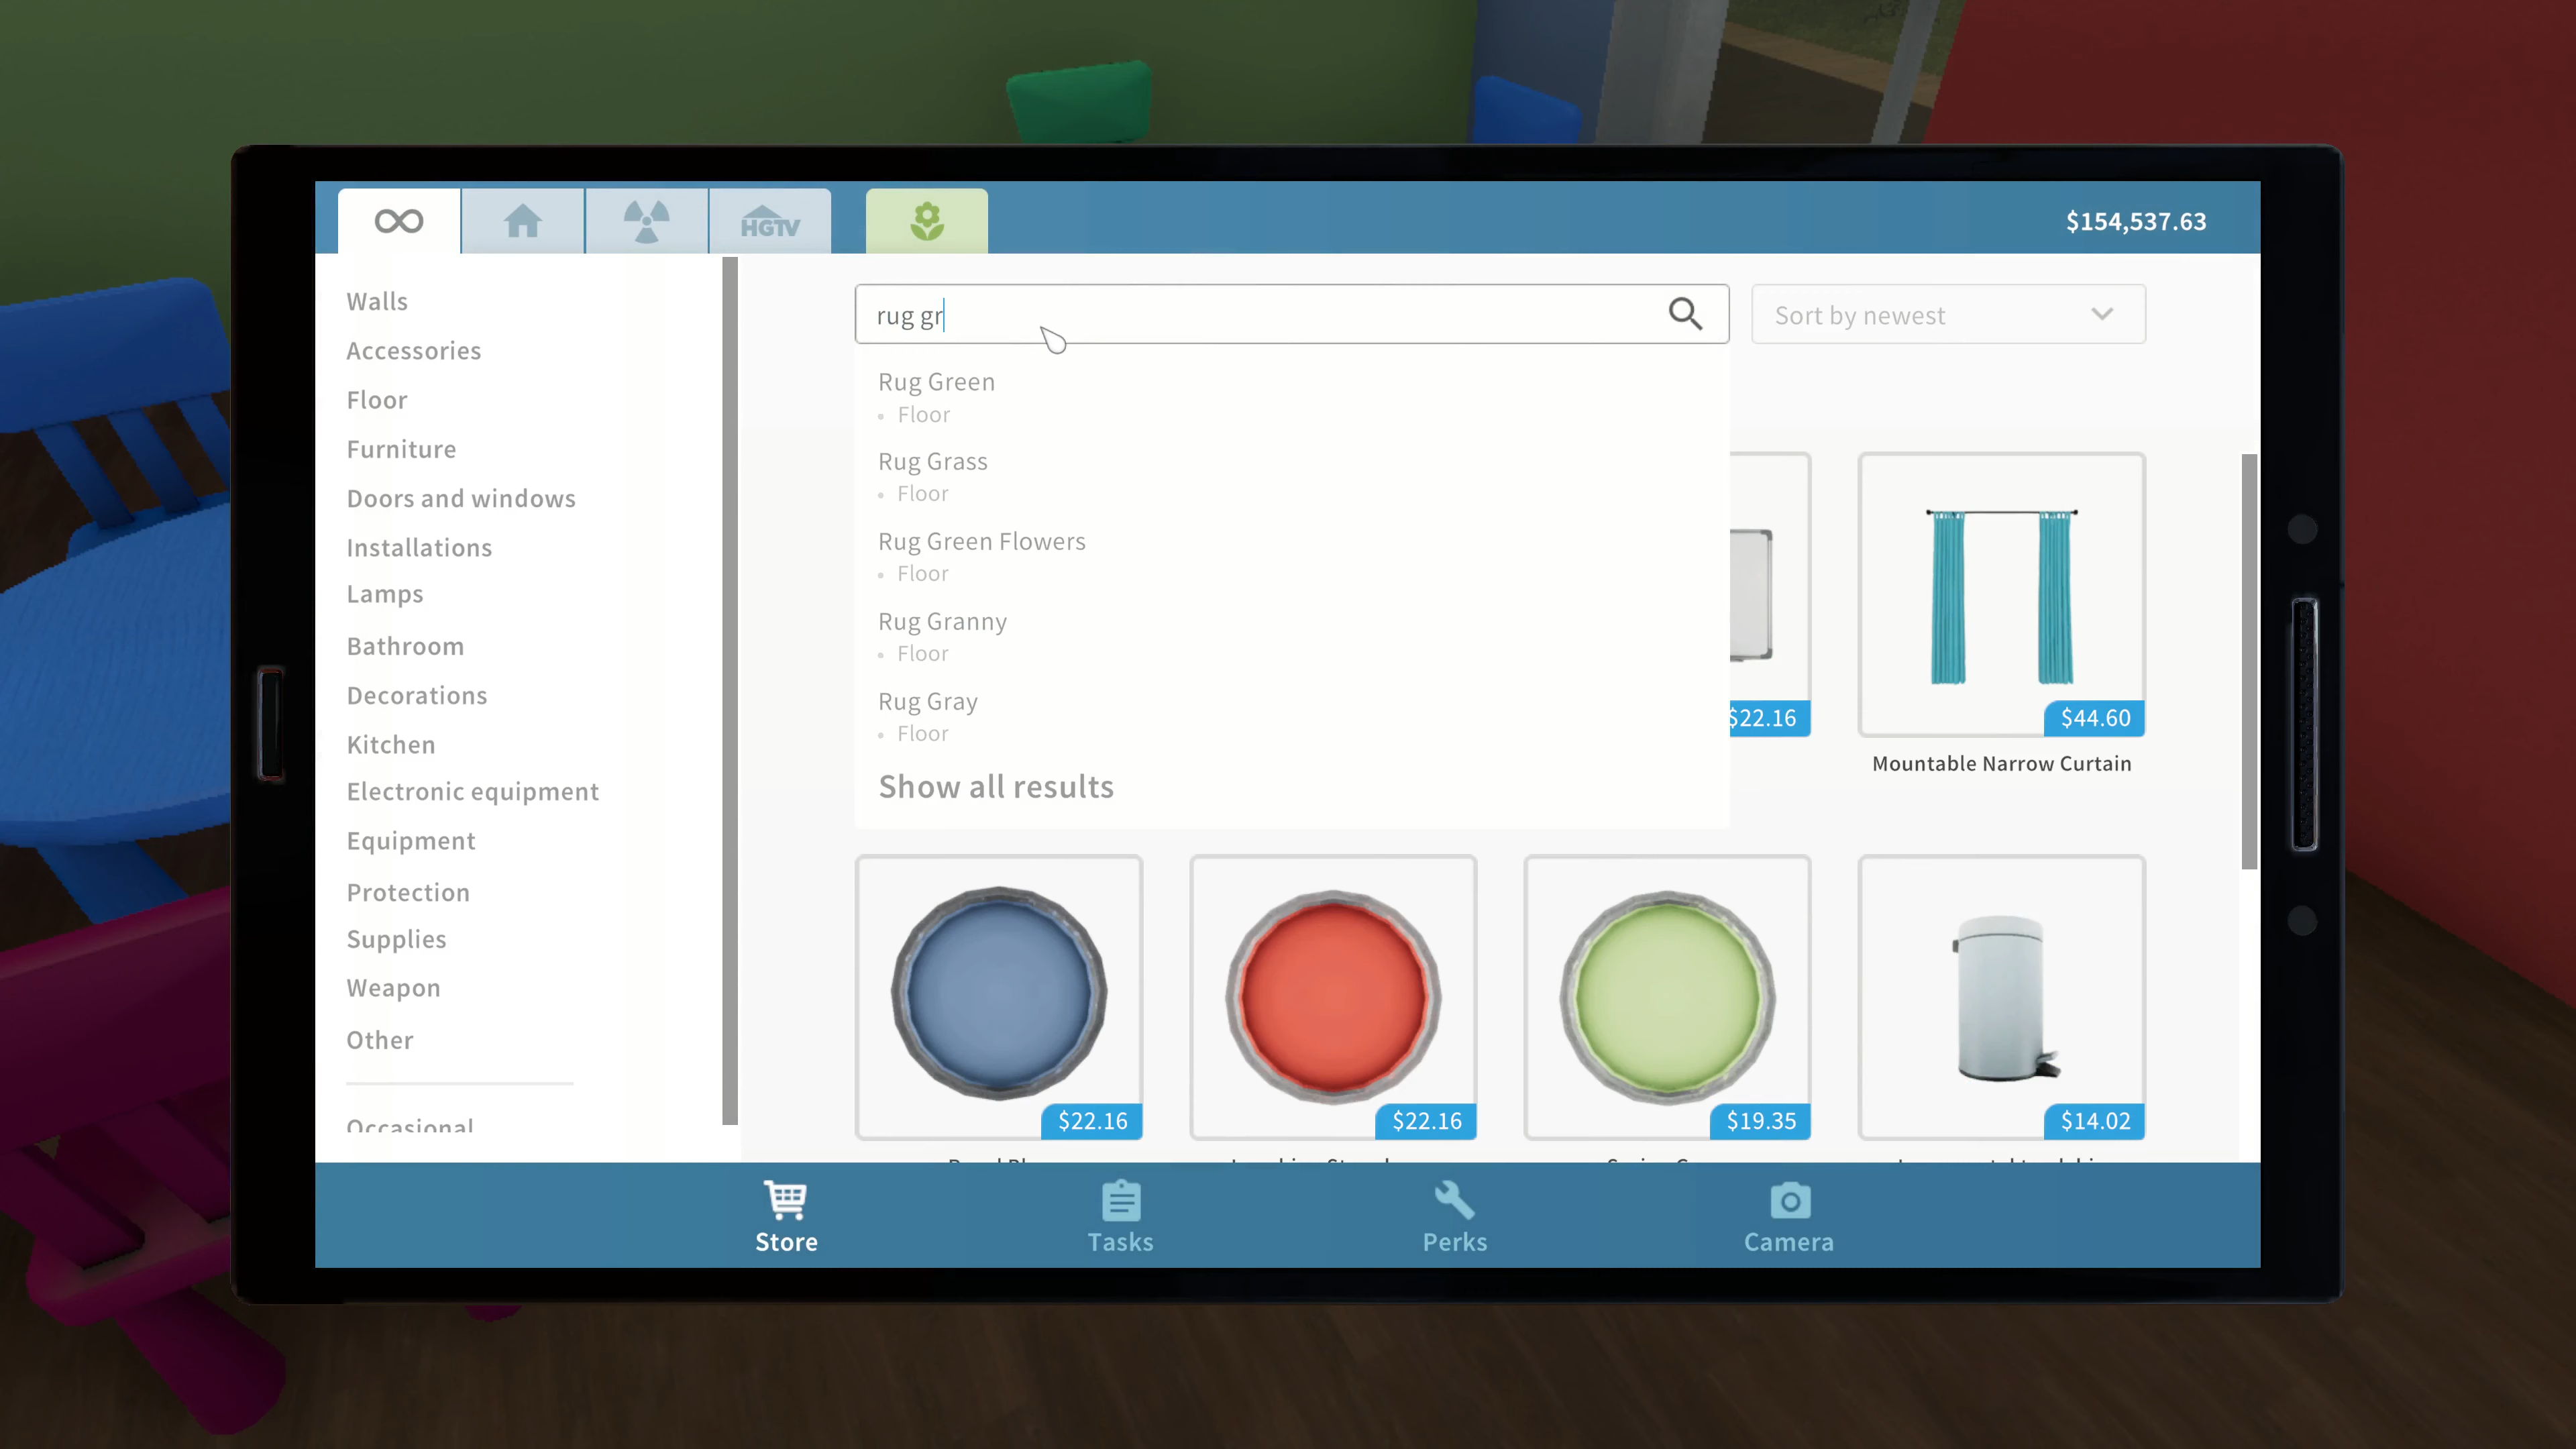 HGTV
$154,537.63
Walls
Accessories
Floor
Furniture
Doors and windows
Installations
Lamps
Bathroom
Decorations
Kitchen
Electronic equipment
Equipment
Protection
Supplies
Weapon
Other
Occasional
rug gr
Sort by newest
Rug Green
• Floor
Rug Grass
• Floor
Rug Green Flowers
• Floor
Rug Granny
• Floor
Rug Gray
• Floor
Show all results
$22.16
$44.60
Mountable Narrow Curtain
$22.16
$22.16
$19.35
$14.02
Store
Tasks
Perks
Camera